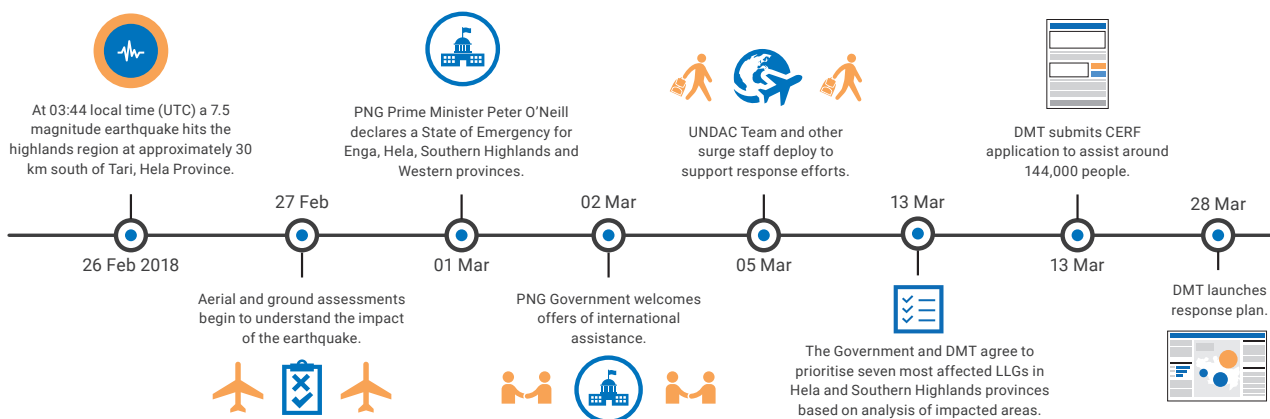 At 03:44 local time (UTC) a 7.5
magnitude earthquake hits the
highlands region at approximately 30
km south of Tari, Hela Province.
26 Feb 2018
27 Feb
Aerial and ground assessments
begin to understand the impact
of the earthquake.
PNG Prime Minister Peter O’Neill
declares a State of Emergency for
Enga, Hela, Southern Highlands and
Western provinces.
01 Mar
02 Mar
PNG Government welcomes
offers of international
assistance.
UNDAC Team and other
surge staff deploy to
support response efforts.
05 Mar
13 Mar
The Government and DMT agree to
prioritise seven most affected LLGs in
Hela and Southern Highlands provinces
based on analysis of impacted areas.
DMT submits CERF
application to assist around
144,000 people.
13 Mar
28 Mar
DMT launches
response plan.